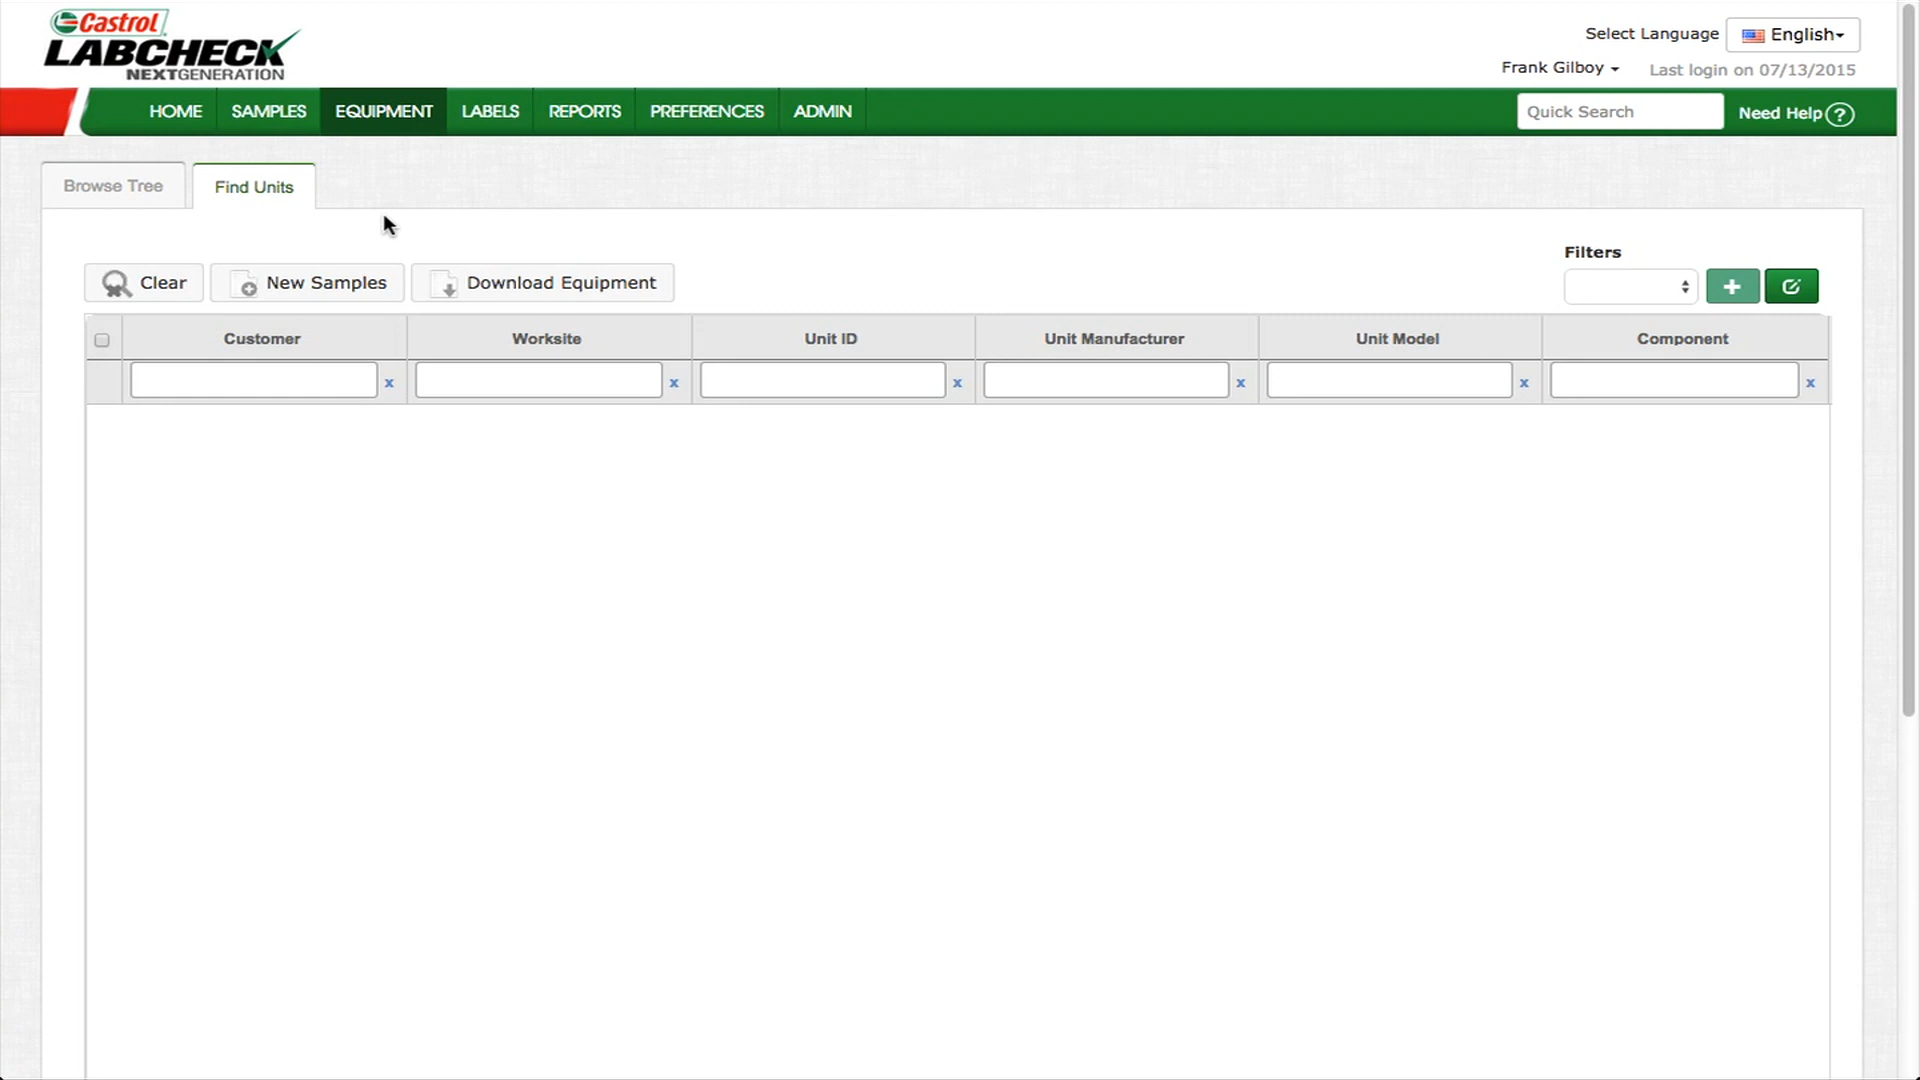 Castrol
LABCHECK
NEXTGENERATION
Select Language English
Frank Gilboy Last login on 07/13/2015
HOME SAMPLES EQUIPMENT LABELS REPORTS PREFERENCES ADMIN Quick Search Need Help ?
Browse Tree Find Units
Filters
Clear New Samples Download Equipment +
Customer Worksite Unit ID Unit Manufacturer Unit Model Component
x x x x x x